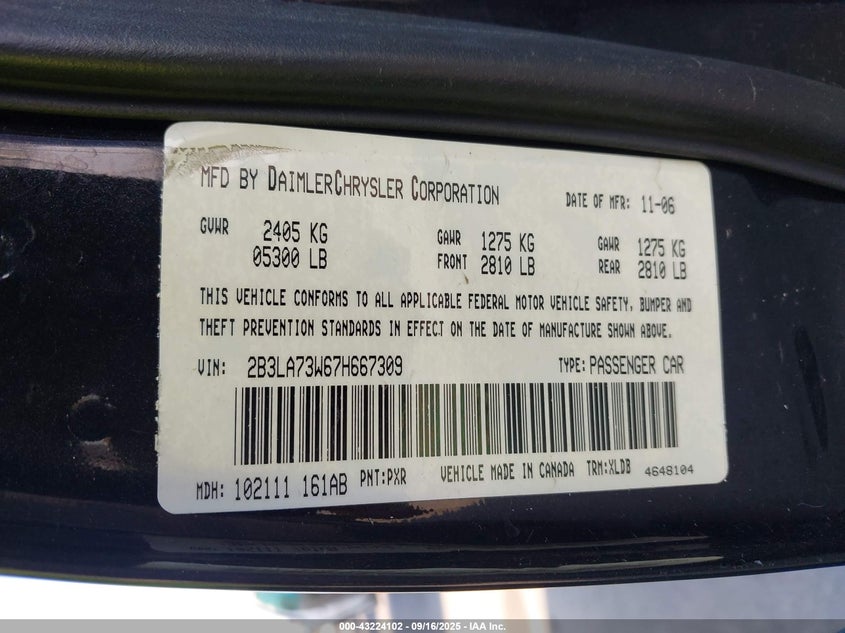 MFD BY DAIMLERCHRYSLER CORPORATION DATE OF MFR: 11-06
GVWR 2405 KG GAWR 1275 KG GAWR 1275 KG
05300 LB FRONT 2810 LB REAR 2810 LB
THIS VEHICLE CONFORMS TO ALL APPLICABLE FEDERAL MOTOR VEHICLE SAFETY, BUMPER AND
THEFT PREVENTION STANDARDS IN EFFECT ON THE DATE OF MANUFACTURE SHOWN ABOVE.
VIN: 2B3LA73W67H667309 TYPE: PASSENGER CAR
MDH: 102111 161AB PNT:PXR VEHICLE MADE IN CANADA TRM:XLDB 4648104
000-43224102 - 09/16/2025 - IAA Inc.